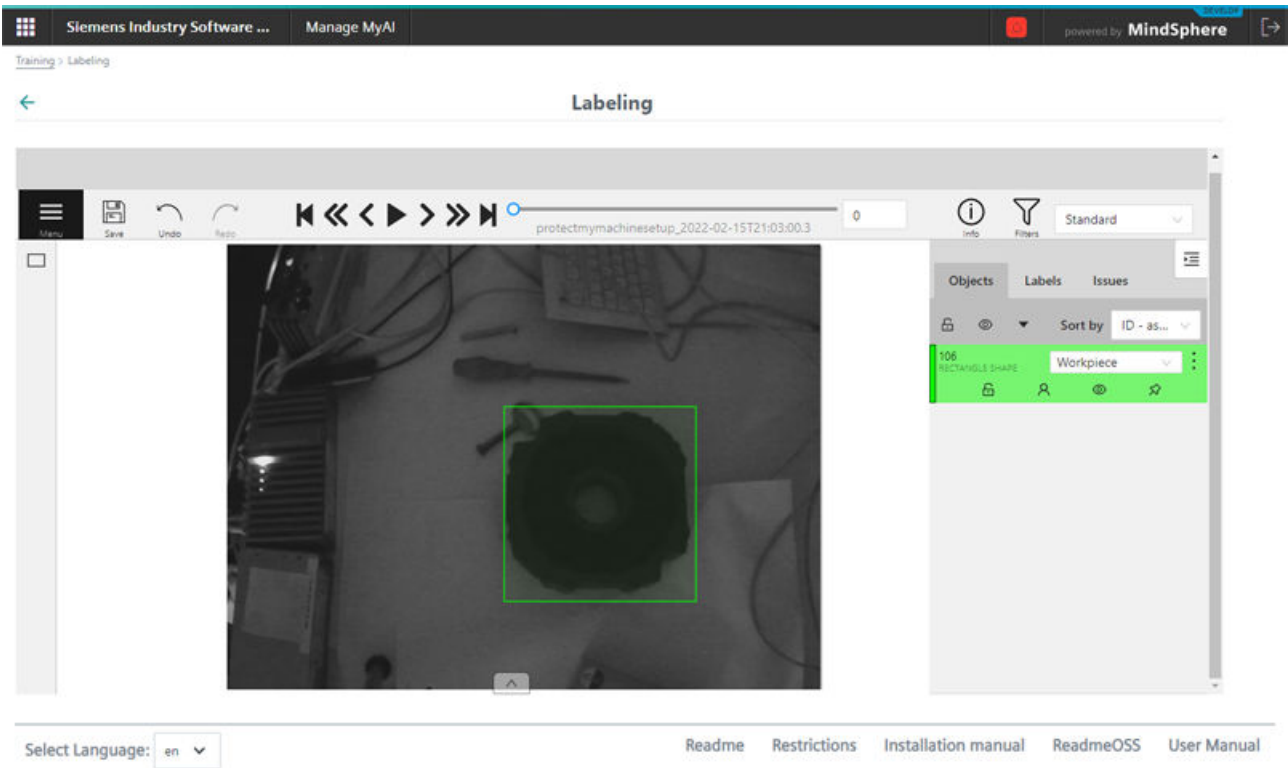 DEVELOP
Siemens Industry Software ... Manage MyAI powered by MindSphere
Training > Labeling
Labeling
Menu Save Undo Redo protectmymachinesetup_2022-02-15T21:03:00.3 0 Info Filters Standard
Objects Labels Issues
Sort by ID - as...
106 Workpiece
RECTANGLE SHAPE
Select Language: en Readme Restrictions Installation manual ReadmeOSS User Manual